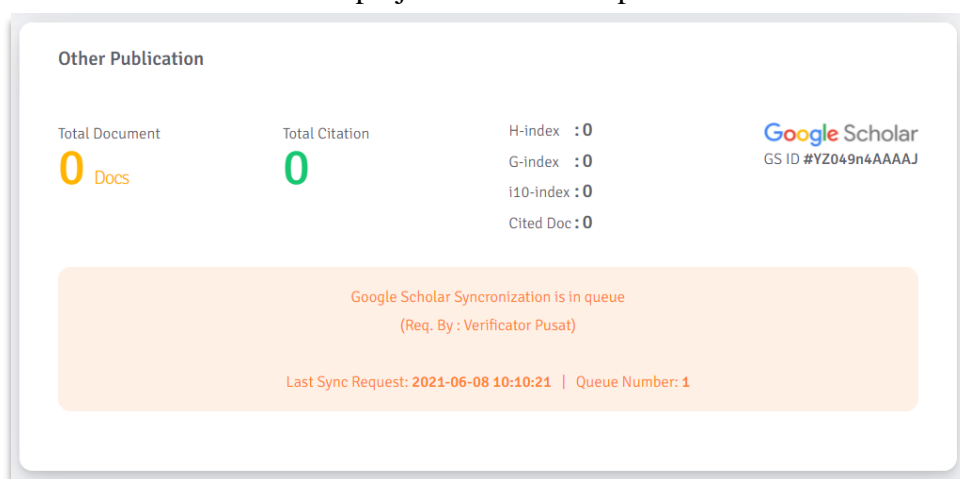 Other Publication
Total Document
0 Docs
Total Citation
0
H-index : 0
G-index : 0
i10-index : 0
Cited Doc : 0
Google Scholar
GS ID #YZ049n4AAAAJ
Google Scholar Syncronization is in queue
(Req. By : Verificator Pusat)
Last Sync Request: 2021-06-08 10:10:21 | Queue Number: 1